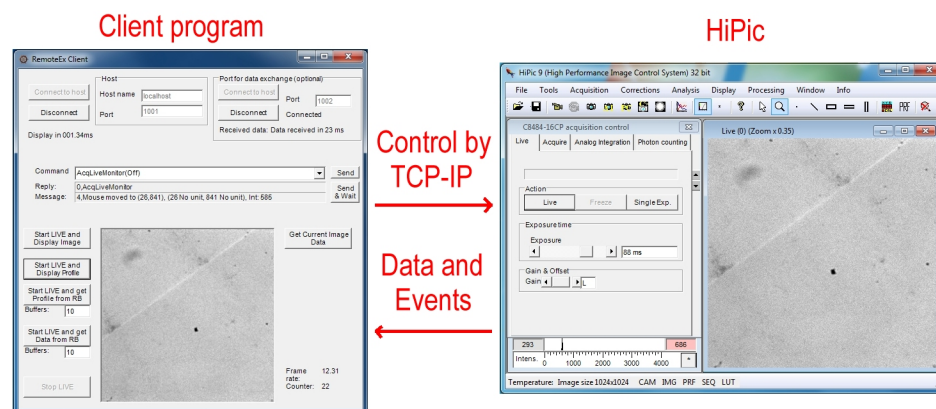 Client program
HiPic
RemoteEx Client
Connect to host
Disconnect
Host
Host name localhost
Port 1001
Port for data exchange (optional)
Connect to host
Disconnect
Port 1002
Connected
Received data: Data received in 23 ms
Display in 001.34ms
Command AcqLiveMonitor(Off) Send
Reply: 0,AcqLiveMonitor
Message: 4,Mouse moved to (26,841), (26 No unit, 841 No unit), Int: 585
Send
& Wait
Start LIVE and
Display Image
Start LIVE and
Display Profile
Start LIVE and get
Profile from RB
Buffers: 10
Start LIVE and get
Data from RB
Buffers: 10
Stop LIVE
Get Current Image
Data
Frame
rate: 12.31
Counter: 22
Control by
TCP-IP
Data and
Events
HiPic 9 (High Performance Image Control System) 32 bit
File Tools Acquisition Corrections Analysis Display Processing Window Info
C8484-16CP acquisition control
Live Acquire Analog Integration Photon counting
Action
Live Freeze Single Exp.
Exposure time
Exposure
88 ms
Gain & Offset
Gain L
293 686
Intens. 0 1000 2000 3000 4000
Live (0) (Zoom x 0.35)
Temperature: Image size 1024x1024 CAM IMG PRF SEQ LUT